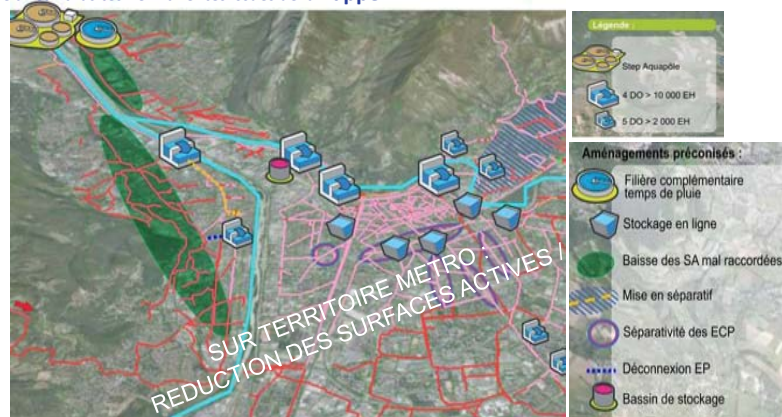 SUR TERRITOIRE METRO :
REDUCTION DES SURFACES ACTIVES !
Légende :
Step Aquapôle
4 DO > 10 000 EH
5 DO > 2 000 EH
Aménagements préconisés :
Filière complémentaire
temps de pluie
Stockage en ligne
Baisse des SA mal raccordées
Mise en séparatif
Séparativité des ECP
Déconnexion EP
Bassin de stockage